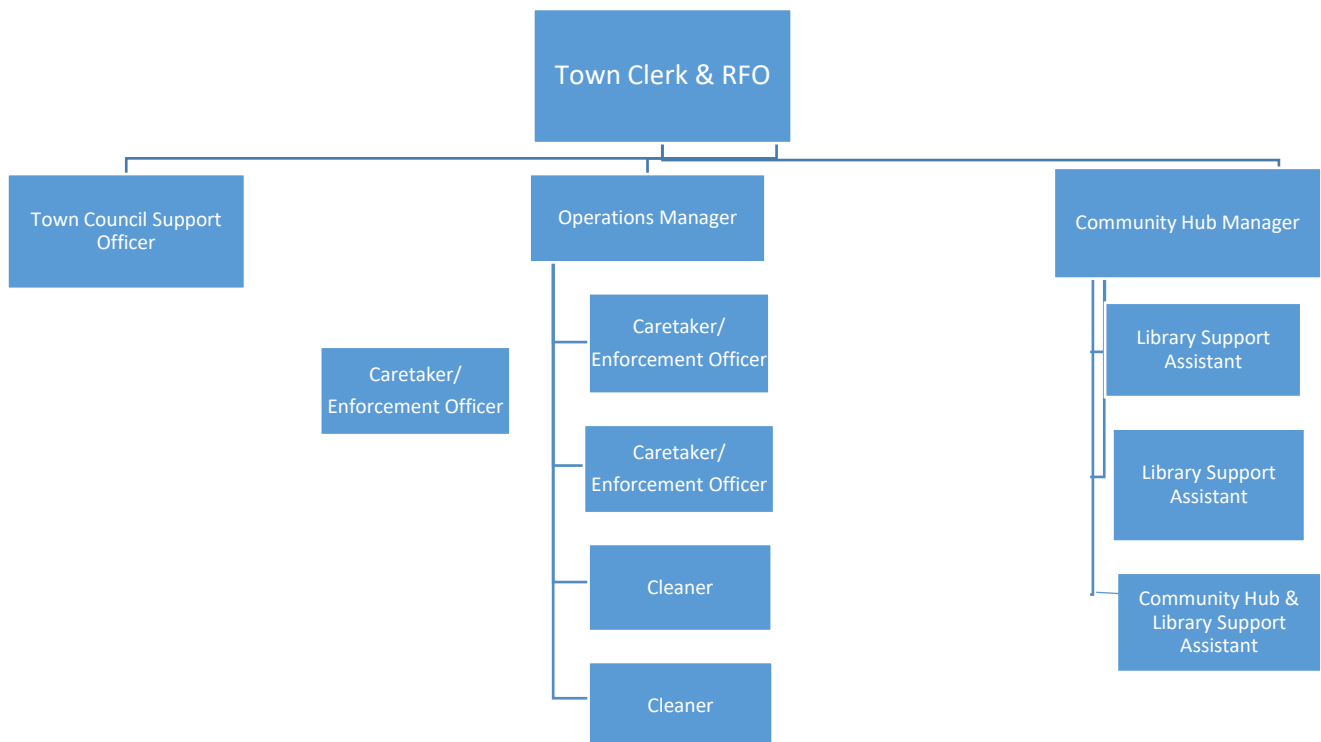 Town Clerk & RFO
Town Council Support
Officer
Operations Manager
Community Hub Manager
Caretaker/
Enforcement Officer
Caretaker/
Enforcement Officer
Caretaker/
Enforcement Officer
Cleaner
Cleaner
Library Support
Assistant
Library Support
Assistant
Community Hub &
Library Support
Assistant